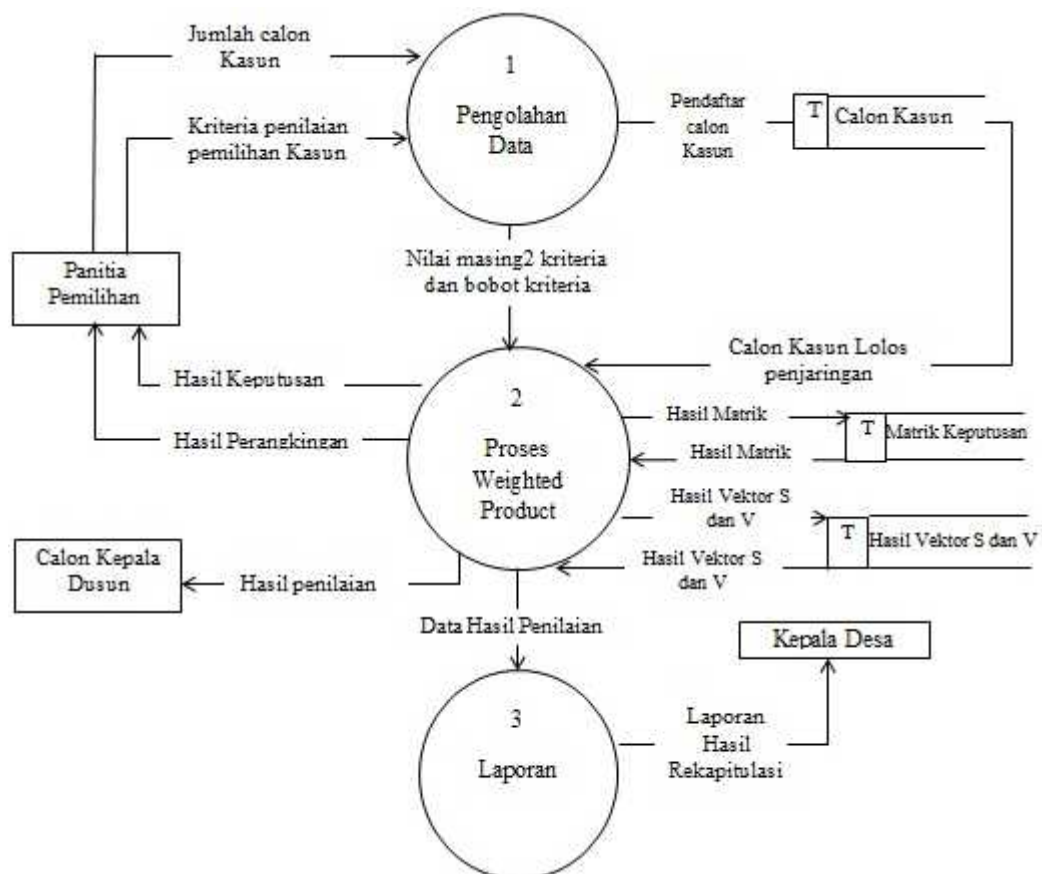 Jumlah calon
Kasun
1
Pengolahan
Data
Pendaftar
calon
Kasun
T
Calon Kasun
Kriteria penilaian
pemilihan Kasun
Panitia
Pemilihan
Nilai masing2 kriteria
dan bobot kriteria
Calon Kasun Lolos
penjaringan
Hasil Keputusan
Hasil Perangkingan
2
Proses
Weighted
Product
Hasil Matrik
Hasil Matrik
T
Matrik Keputusan
Hasil Vektor S
dan V
Hasil Vektor S
dan V
T
Hasil Vektor S dan V
Calon Kepala
Dusun
Hasil penilaian
Data Hasil Penilaian
Kepala Desa
3
Laporan
Laporan
Hasil
Rekapitulasi